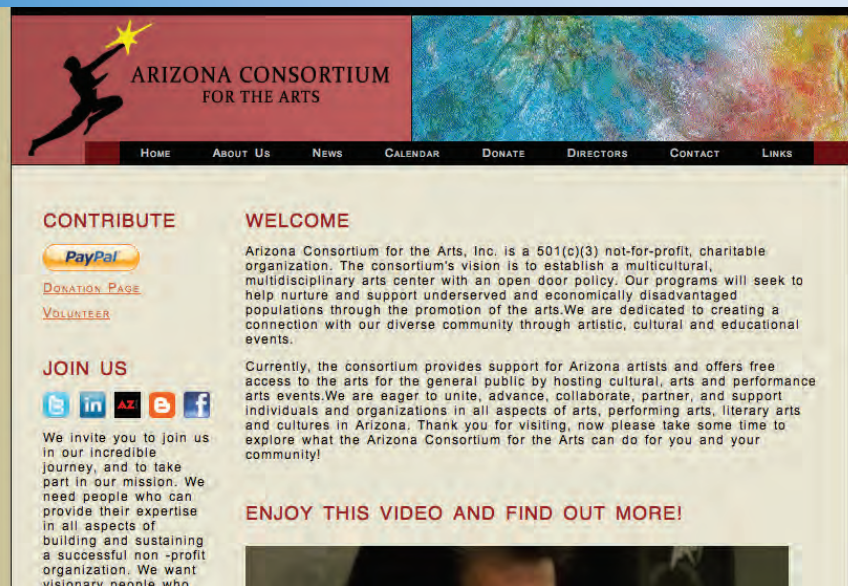 ARIZONA CONSORTIUM
FOR THE ARTS
HOME ABOUT US NEWS CALENDAR DONATE DIRECTORS CONTACT LINKS
CONTRIBUTE
PayPal
DONATION PAGE
VOLUNTEER
JOIN US
in AZ! B f
We invite you to join us
in our incredible
journey, and to take
part in our mission. We
need people who can
provide their expertise
in all aspects of
building and sustaining
a successful non -profit
organization. We want
visionary people who
WELCOME
Arizona Consortium for the Arts, Inc. is a 501(c)(3) not-for-profit, charitable
organization. The consortium's vision is to establish a multicultural,
multidisciplinary arts center with an open door policy. Our programs will seek to
help nurture and support underserved and economically disadvantaged
populations through the promotion of the arts.We are dedicated to creating a
connection with our diverse community through artistic, cultural and educational
events.
Currently, the consortium provides support for Arizona artists and offers free
access to the arts for the general public by hosting cultural, arts and performance
arts events.We are eager to unite, advance, collaborate, partner, and support
individuals and organizations in all aspects of arts, performing arts, literary arts
and cultures in Arizona. Thank you for visiting, now please take some time to
explore what the Arizona Consortium for the Arts can do for you and your
community!
ENJOY THIS VIDEO AND FIND OUT MORE!